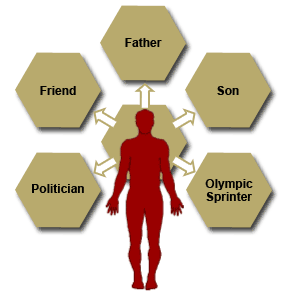 Father
Friend
Son
Politician
Olympic
Sprinter